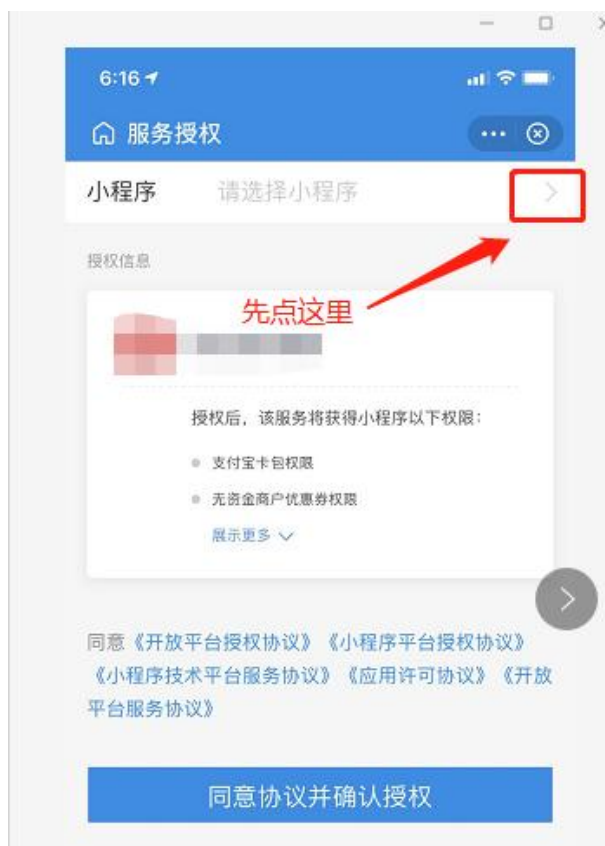 6:16
服务授权
小程序 请选择小程序
授权信息
先点这里
授权后，该服务将获得小程序以下权限：
支付宝卡包权限
无资金商户优惠券权限
展示更多
同意《开放平台授权协议》《小程序平台授权协议》
《小程序技术平台服务协议》《应用许可协议》《开放
平台服务协议》
同意协议并确认授权